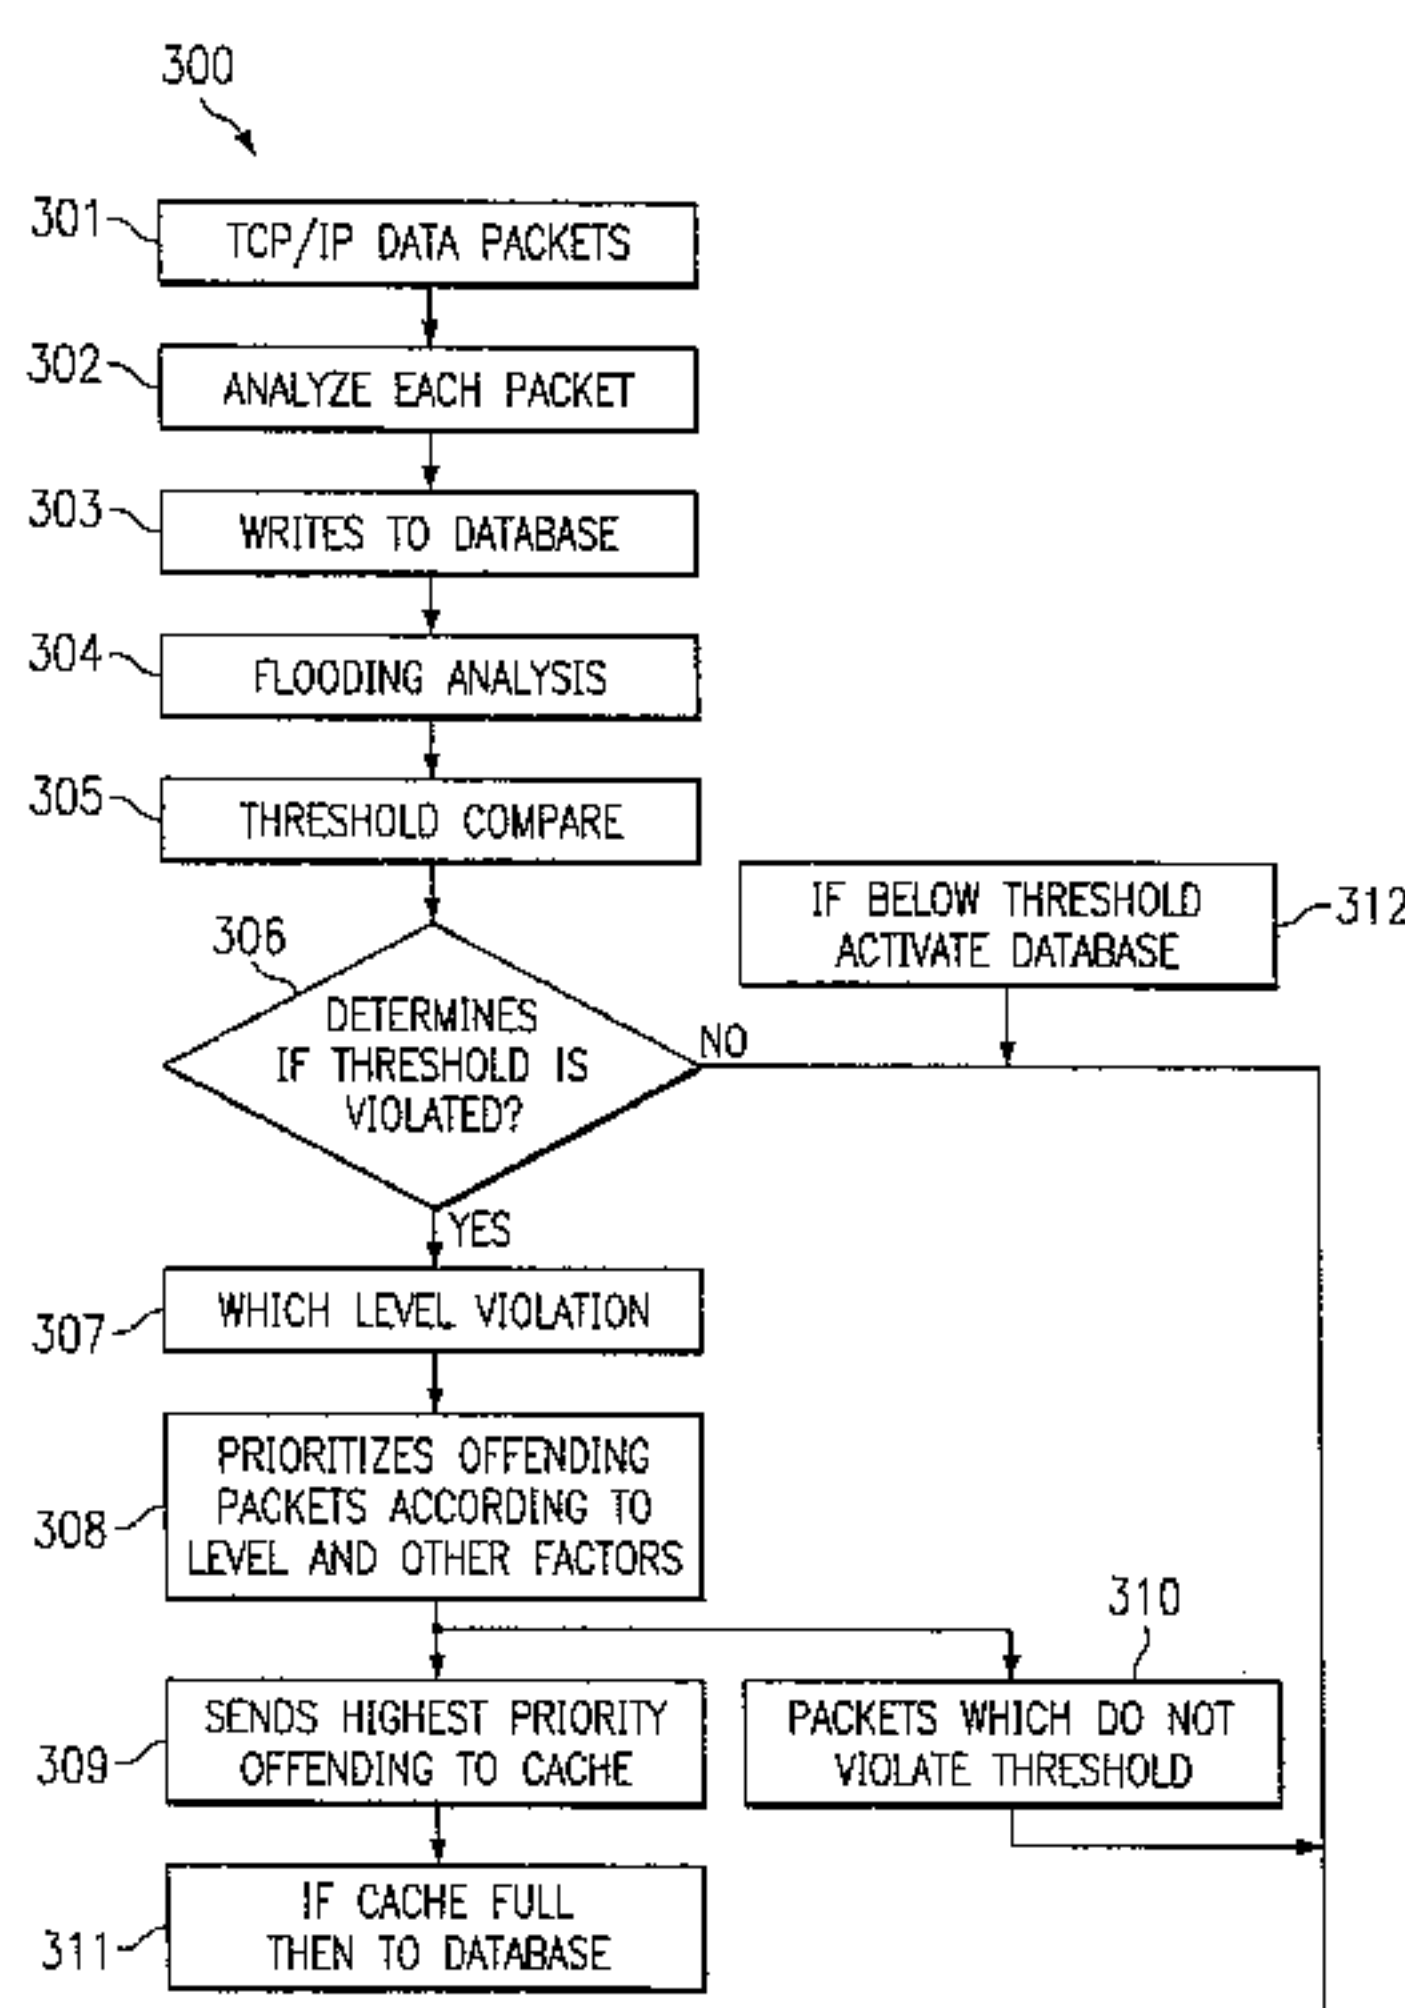 300
301
TCP/IP DATA PACKETS
302
ANALYZE EACH PACKET
303
WRITES TO DATABASE
304
FLOODING ANALYSIS
305
THRESHOLD COMPARE
IF BELOW THRESHOLD
ACTIVATE DATABASE
312
306
DETERMINES
IF THRESHOLD IS
VIOLATED?
NO
YES
307
WHICH LEVEL VIOLATION
308
PRIORITIZES OFFENDING
PACKETS ACCORDING TO
LEVEL AND OTHER FACTORS
309
SENDS HIGHEST PRIORITY
OFFENDING TO CACHE
310
PACKETS WHICH DO NOT
VIOLATE THRESHOLD
311
IF CACHE FULL
THEN TO DATABASE